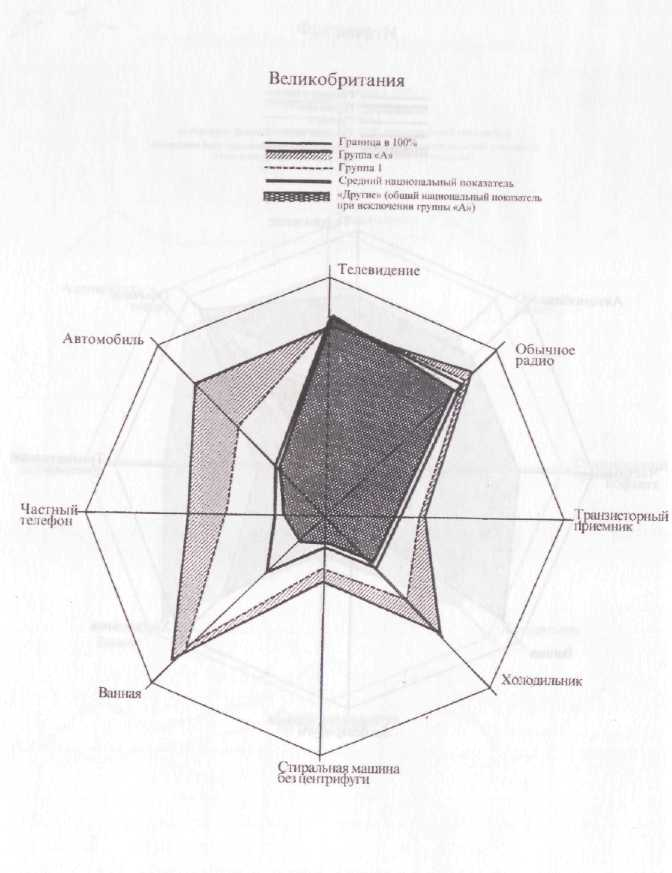 Великобритания
Граница в 100%
Группа «А»
Группа 1
Средний национальный показатель
«Другие» (общий национальный показатель
при исключении группы «А»)
Телевидение
Автомобиль
Обычное
радио
Частный
телефон
Транзисторный
приемник
Ванная
Холодильник
Стиральная машина
без центрифуги